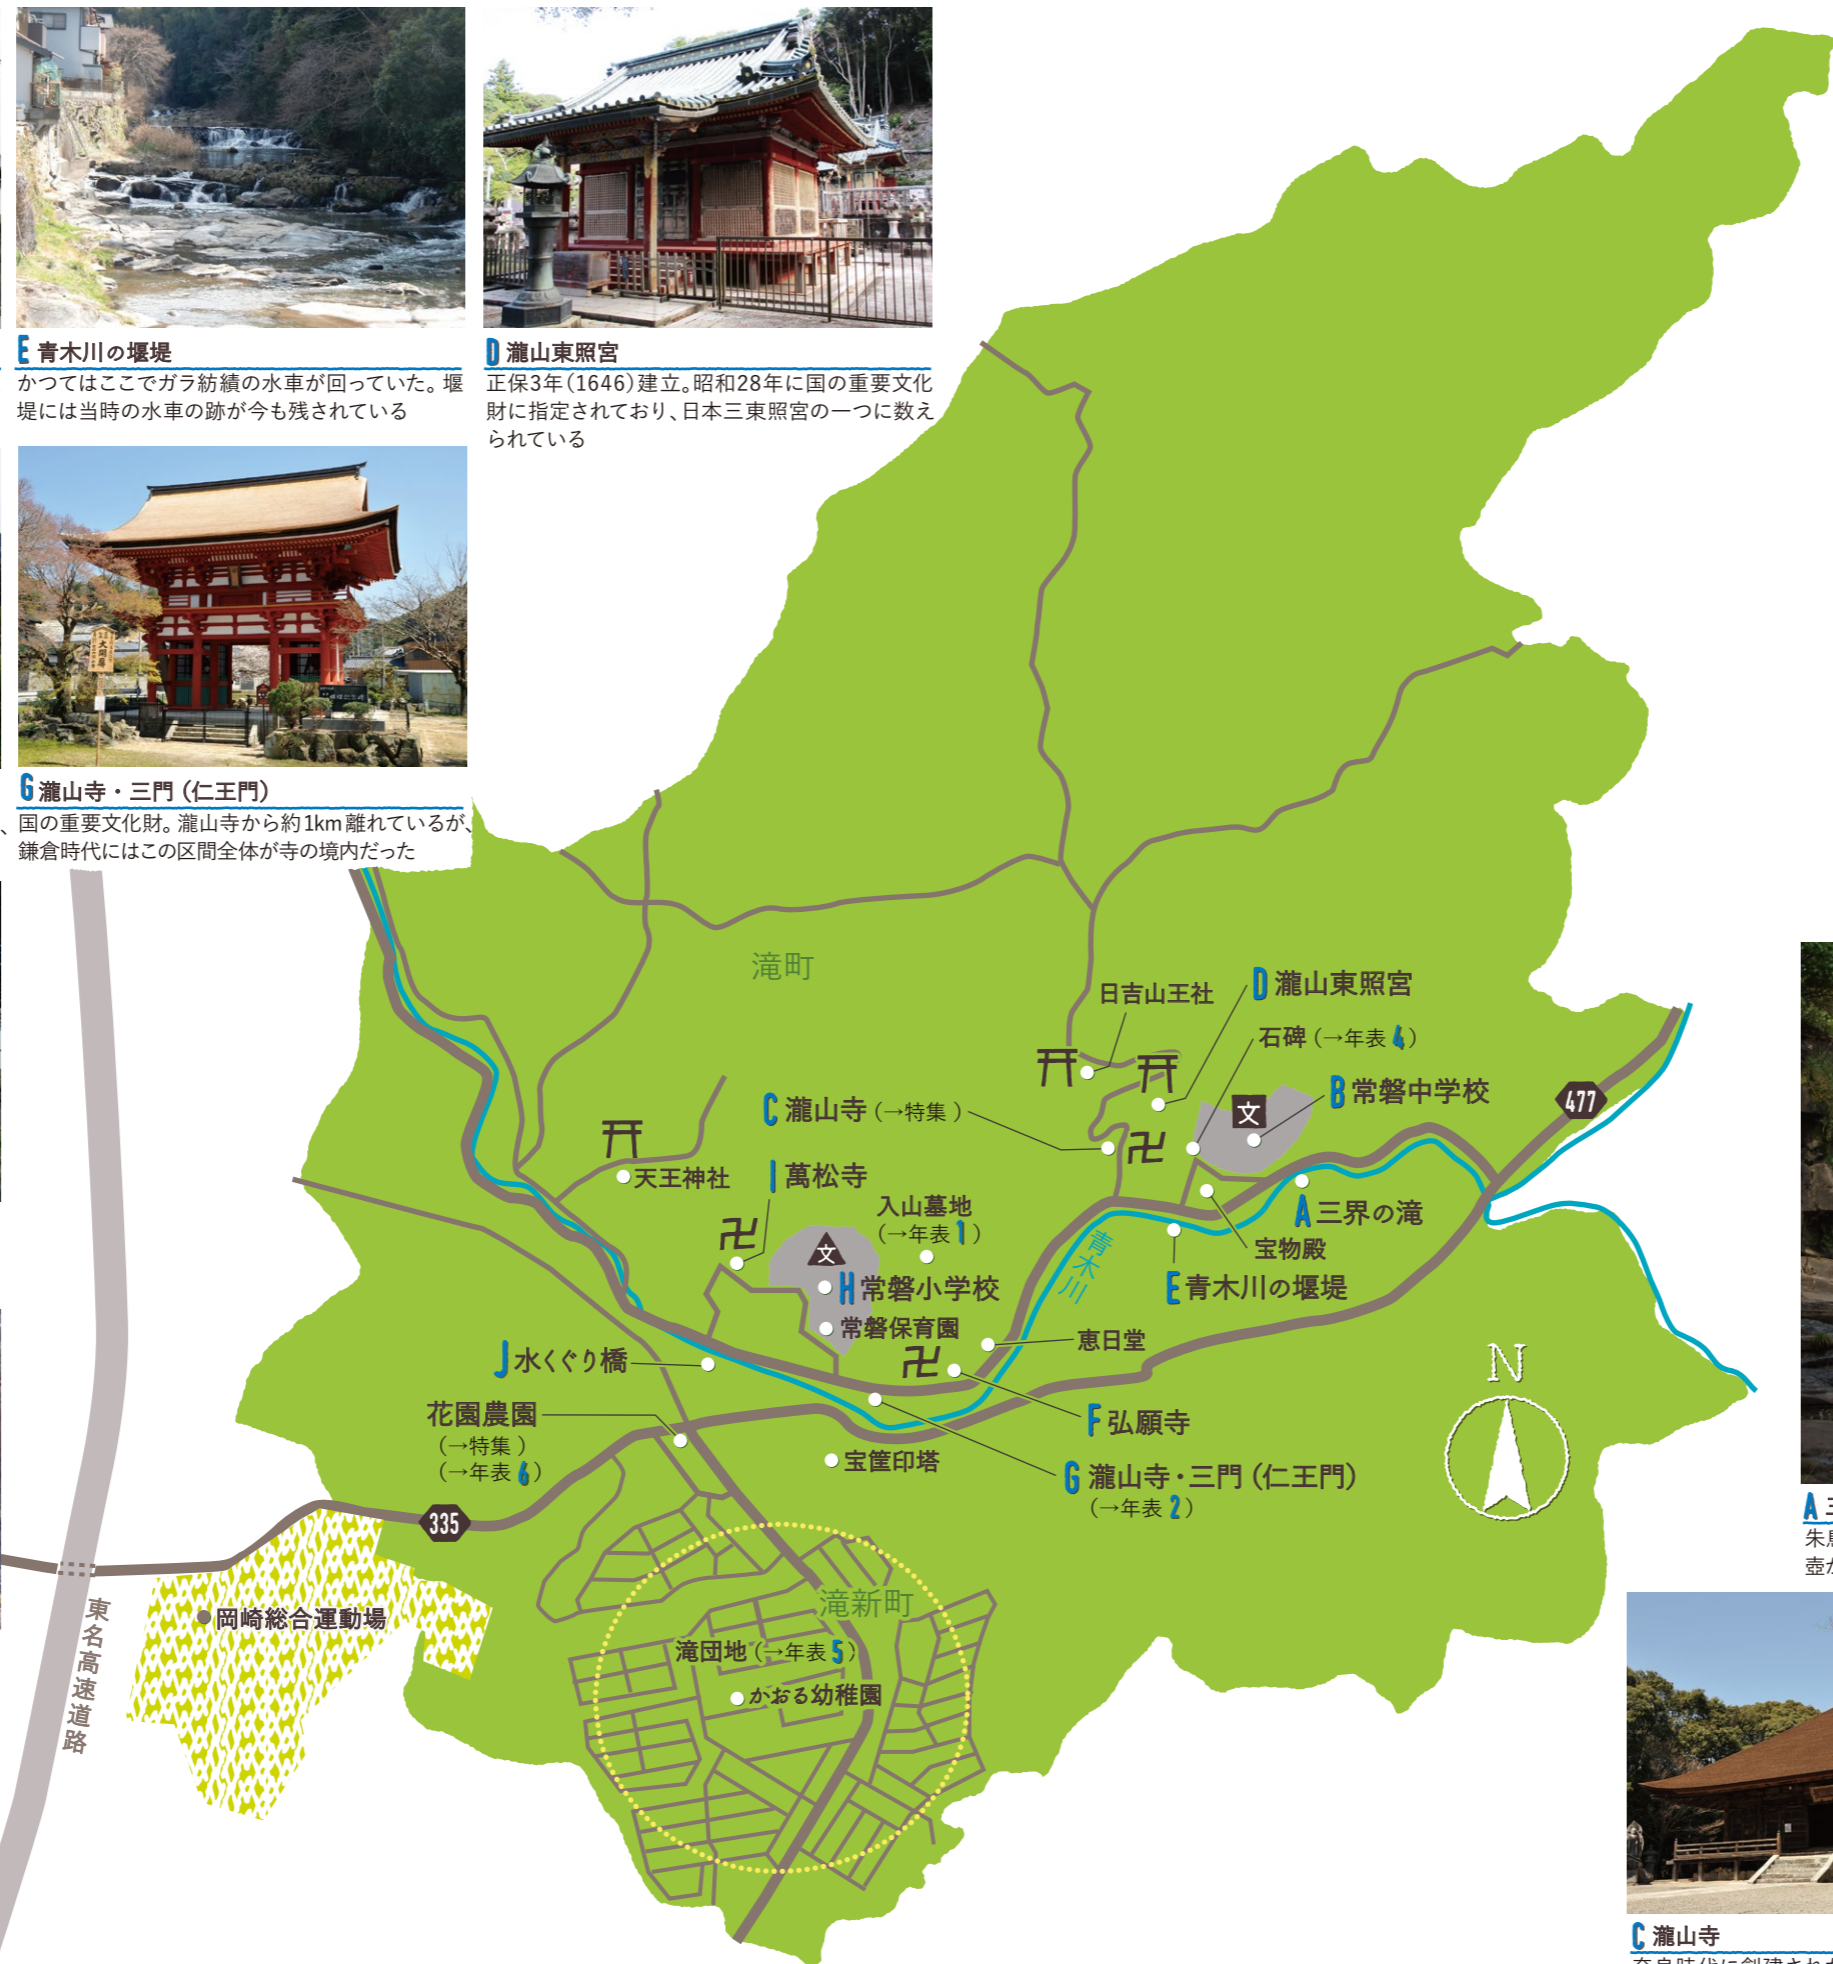 E 青木川の堰堤
かつてはここでガラ紡績の水車が回っていた。堰
堤には当時の水車の跡が今も残されている
D 瀧山東照宮
正保3年(1646)建立。昭和28年に国の重要文化
財に指定されており、日本三東照宮の一つに数え
られている
大開扉
G 瀧山寺・三門(仁王門)
国の重要文化財。瀧山寺から約1km離れているが、
鎌倉時代にはこの区間全体が寺の境内だった
滝町
日吉山王社
D 瀧山東照宮
石碑(→年表4)
B 常磐中学校
文
477
C 瀧山寺(→特集)
天王神社
I 萬松寺
入山墓地
(→年表1)
A 三界の滝
宝物殿
青木川
E 青木川の堰堤
文
H 常磐小学校
常磐保育園
恵日堂
J 水くぐり橋
N
花園農園
(→特集)
(→年表6)
F 弘願寺
宝筐印塔
G 瀧山寺・三門(仁王門)
(→年表2)
335
東名高速道路
岡崎総合運動場
滝新町
滝団地(→年表5)
かおる幼稚園
A
朱
壺
C 瀧山寺